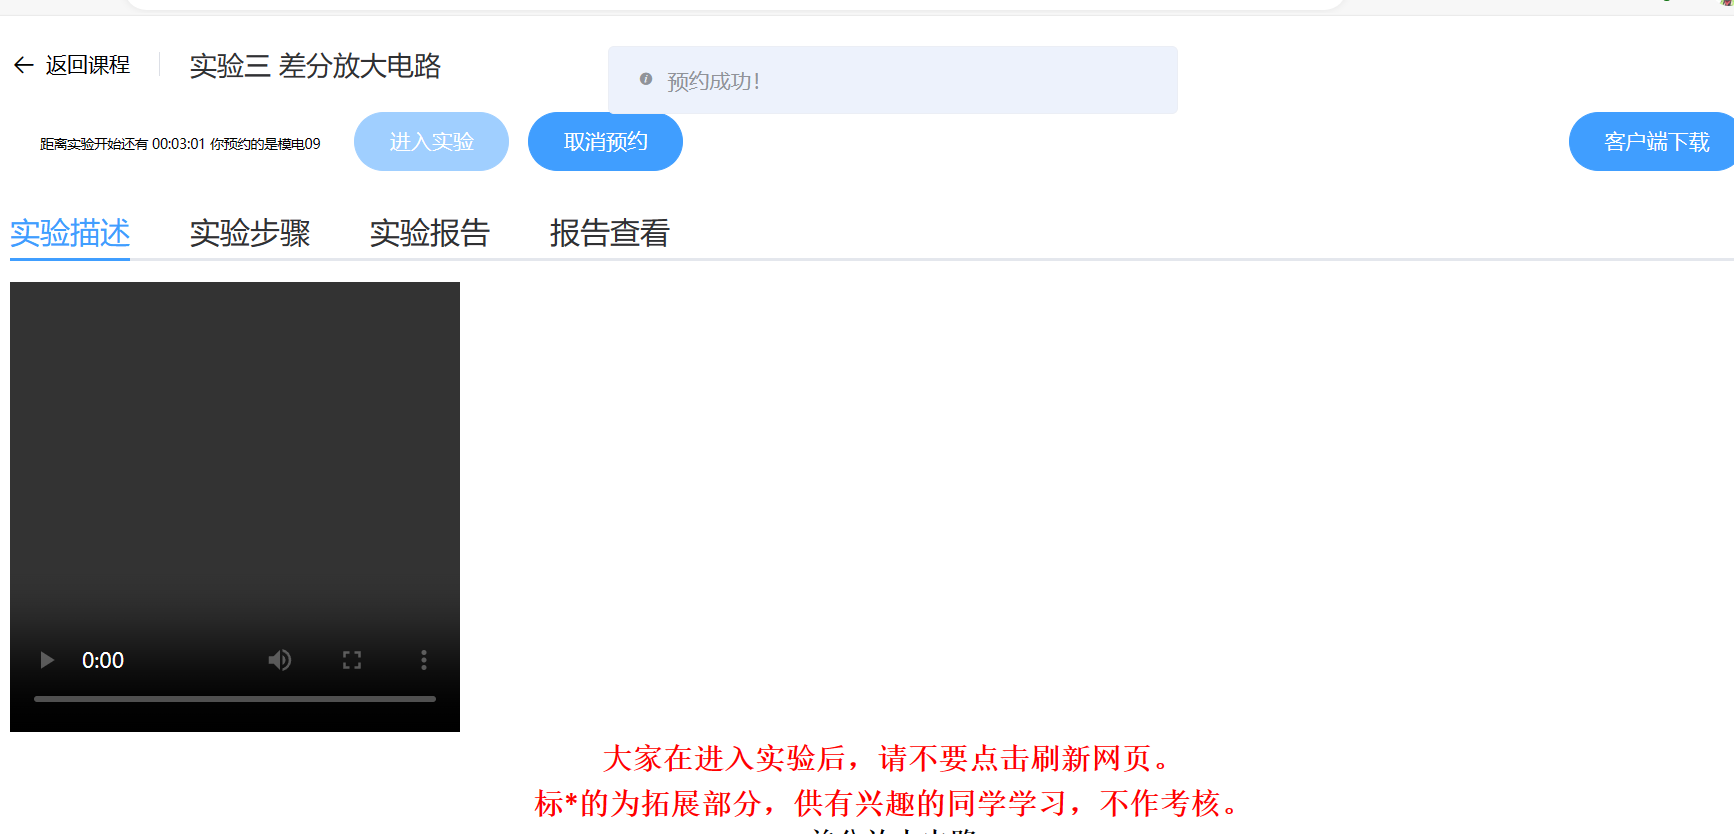 返回课程
实验三 差分放大电路
预约成功!
距离实验开始还有 00:03:01 你预约的是模电09
进入实验
取消预约
客户端下载
实验描述
实验步骤
实验报告
报告查看
0:00
大家在进入实验后，请不要点击刷新网页。
标*的为拓展部分，供有兴趣的同学学习，不作考核。